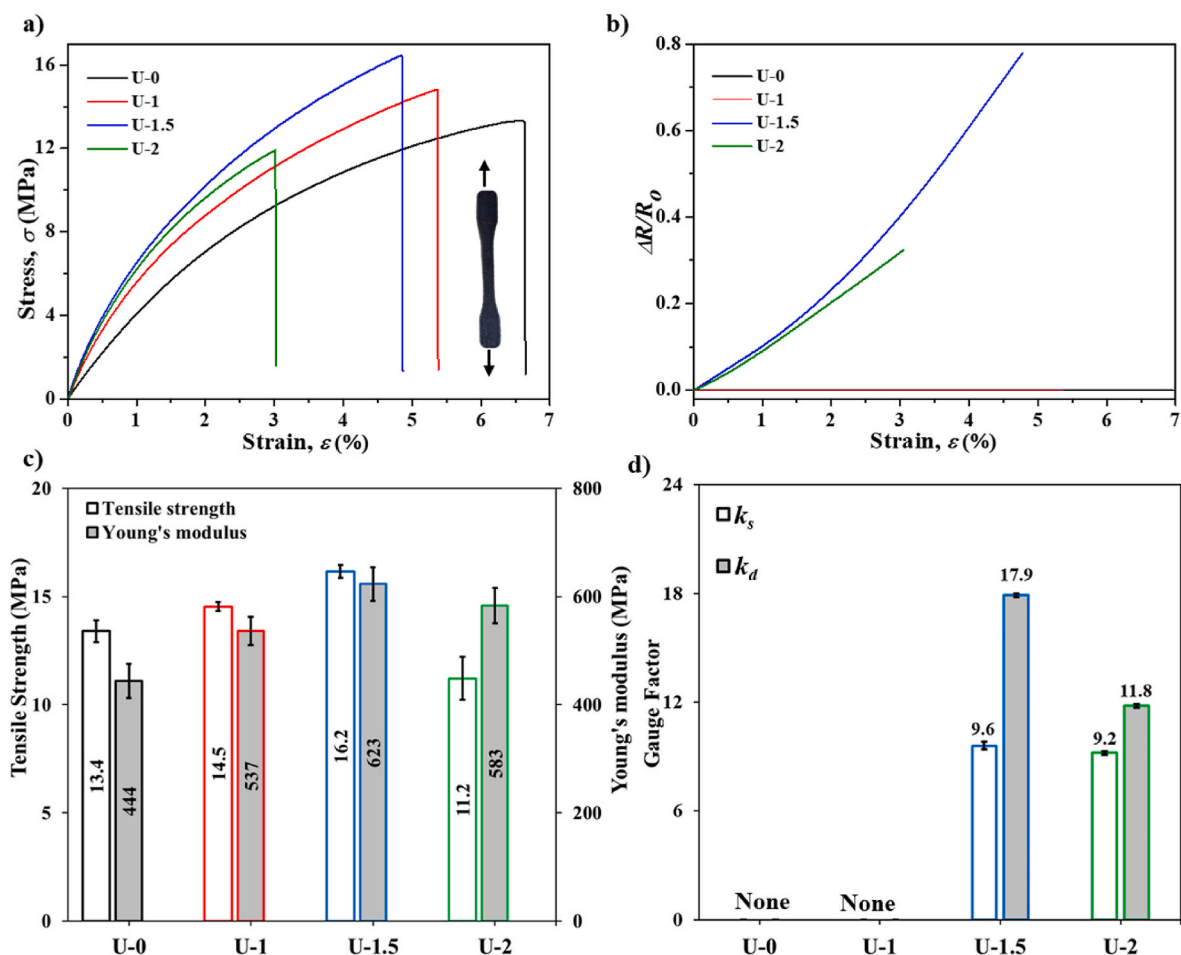 a)
U-0
U-1
U-1.5
U-2
16
12
8
4
0
Stress, σ (MPa)
0 1 2 3 4 5 6 7
Strain, ε (%)
b)
U-0
U-1
U-1.5
U-2
0.8
0.6
0.4
0.2
0.0
ΔR/Ro
0 1 2 3 4 5 6 7
Strain, ε (%)
c)
Tensile strength
Young's modulus
20
15
10
5
0
Tensile Strength (MPa)
13.4
444
14.5
537
16.2
623
11.2
583
800
600
400
200
0
Young's modulus (MPa)
U-0 U-1 U-1.5 U-2
d)
ks
kd
24
18
12
6
0
Gauge Factor
None
None
9.6
17.9
9.2
11.8
U-0 U-1 U-1.5 U-2